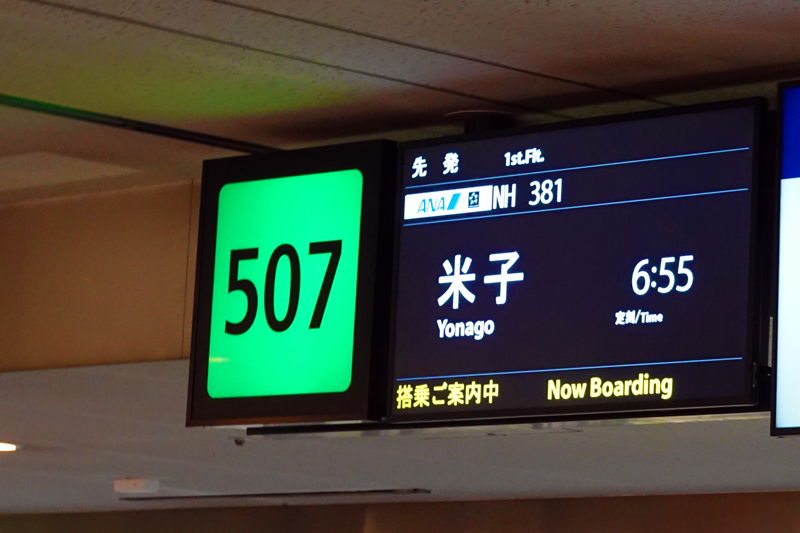 507
先発 1st.Flt.
ANA NH 381
米子 6:55
Yonago 定刻/Time
搭乗ご案内中 Now Boarding